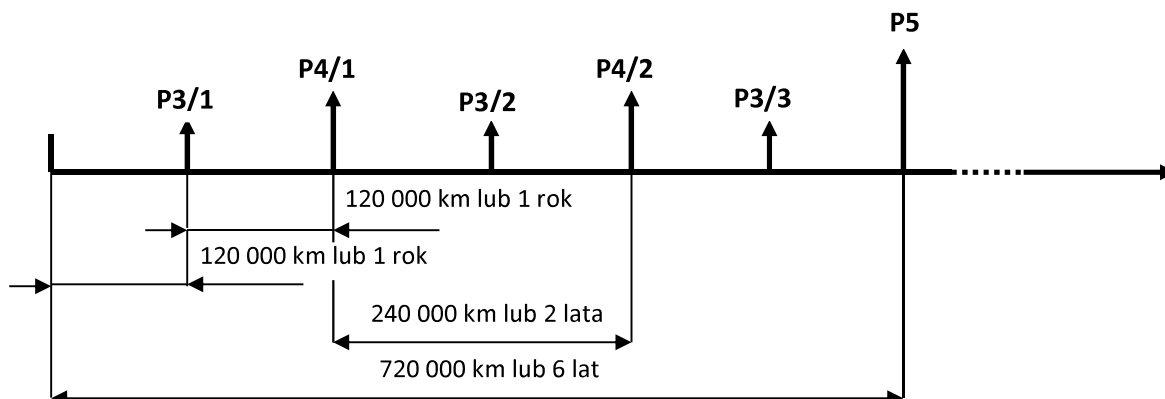 P5
P4/1
P4/2
P3/1
P3/2
P3/3
120 000 km lub 1 rok
120 000 km lub 1 rok
240 000 km lub 2 lata
720 000 km lub 6 lat